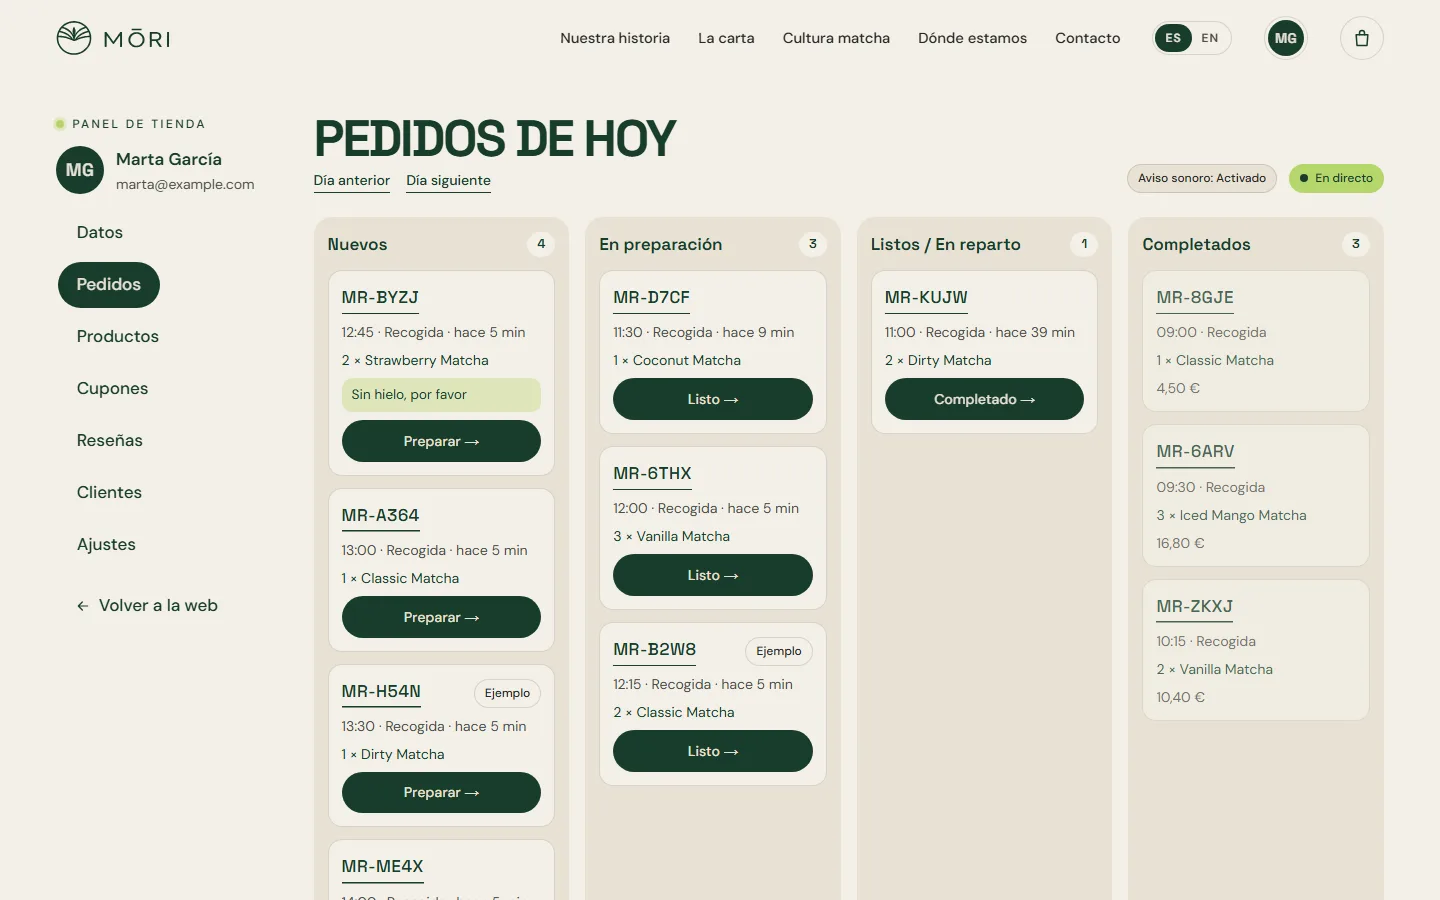 MŌRI
Nuestra historia
La carta
Cultura matcha
Dónde estamos
Contacto
ES EN
MG
PANEL DE TIENDA
MG
Marta García
marta@example.com
Datos
Pedidos
Productos
Cupones
Reseñas
Clientes
Ajustes
← Volver a la web
PEDIDOS DE HOY
Día anterior Día siguiente
Aviso sonoro: Activado
En directo
Nuevos 4
MR-BYZJ
12:45 · Recogida · hace 5 min
2 × Strawberry Matcha
Sin hielo, por favor
Preparar →
MR-A364
13:00 · Recogida · hace 5 min
1 × Classic Matcha
Preparar →
MR-H54N Ejemplo
13:30 · Recogida · hace 5 min
1 × Dirty Matcha
Preparar →
MR-ME4X
En preparación 3
MR-D7CF
11:30 · Recogida · hace 9 min
1 × Coconut Matcha
Listo →
MR-6THX
12:00 · Recogida · hace 5 min
3 × Vanilla Matcha
Listo →
MR-B2W8 Ejemplo
12:15 · Recogida · hace 5 min
2 × Classic Matcha
Listo →
Listos / En reparto 1
MR-KUJW
11:00 · Recogida · hace 39 min
2 × Dirty Matcha
Completado →
Completados 3
MR-8GJE
09:00 · Recogida
1 × Classic Matcha
4,50 €
MR-6ARV
09:30 · Recogida
3 × Iced Mango Matcha
16,80 €
MR-ZKXJ
10:15 · Recogida
2 × Vanilla Matcha
10,40 €